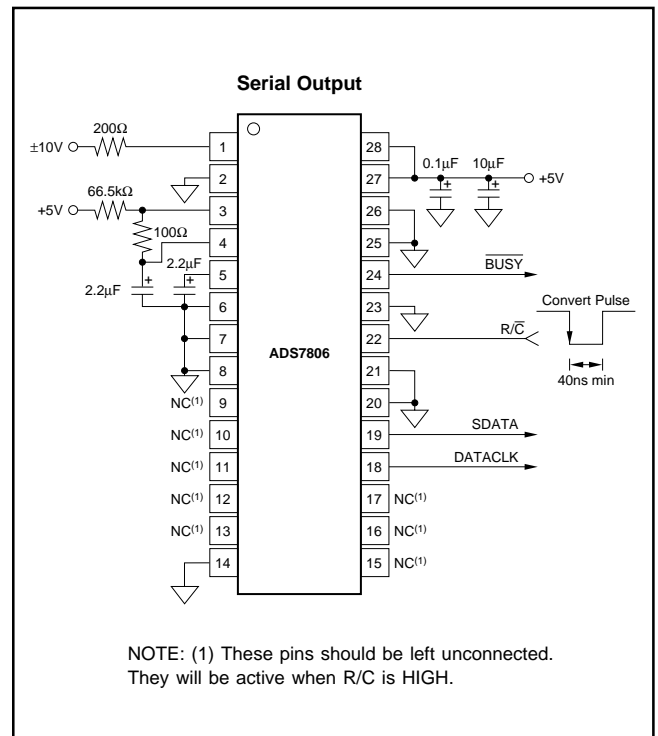 Serial Output
200Ω
±10V
66.5kΩ
+5V
100Ω
2.2µF
+
2.2µF
+
1
2
3
4
5
6
7
8
NC(1) 9
NC(1) 10
NC(1) 11
NC(1) 12
NC(1) 13
14
ADS7806
28
27
26
25
24
23
22
21
20
19
18
17 NC(1)
16 NC(1)
15 NC(1)
0.1µF 10µF
+ +
+5V
BUSY
Convert Pulse
R/C
40ns min
SDATA
DATACLK
NOTE: (1) These pins should be left unconnected.
They will be active when R/C is HIGH.